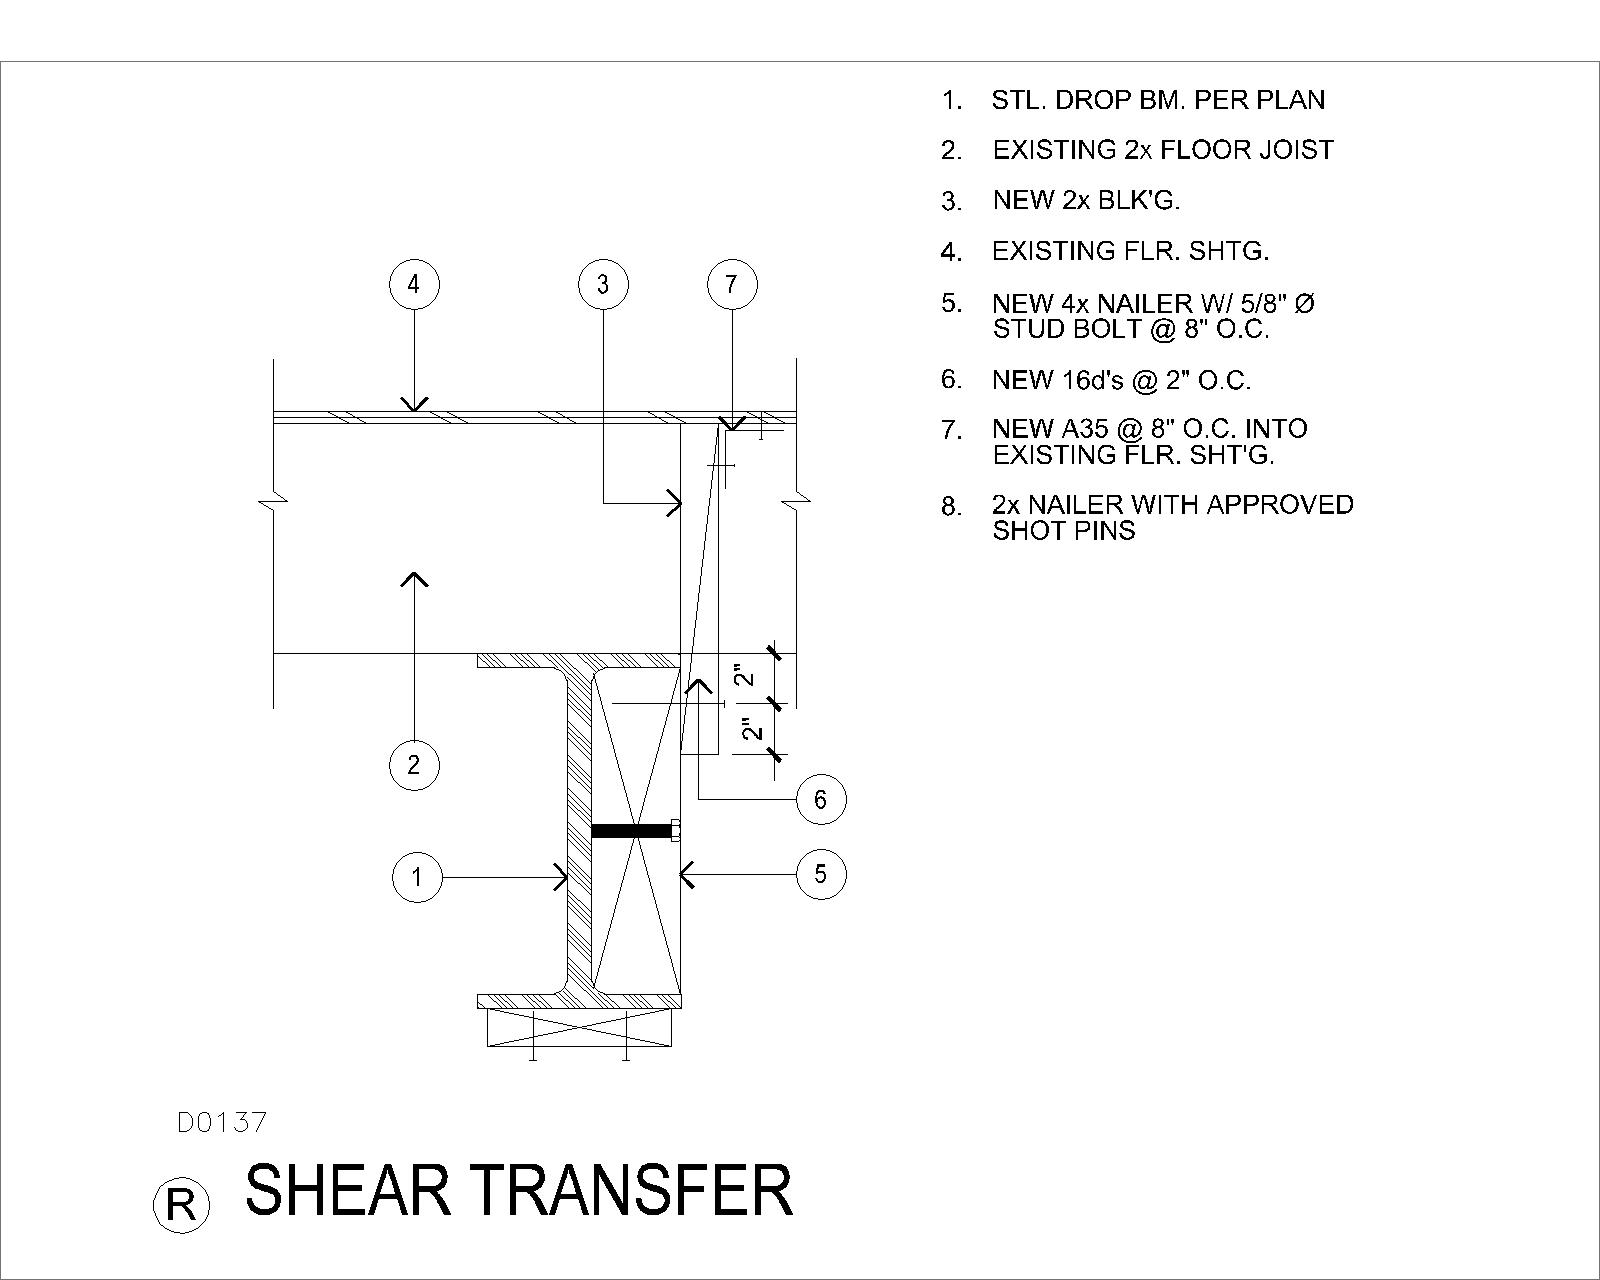 1. STL. DROP BM. PER PLAN
2. EXISTING 2x FLOOR JOIST
3. NEW 2x BLK'G.
4. EXISTING FLR. SHTG.
5. NEW 4x NAILER W/ 5/8" Ø
STUD BOLT @ 8" O.C.
6. NEW 16d's @ 2" O.C.
7. NEW A35 @ 8" O.C. INTO
EXISTING FLR. SHT'G.
8. 2x NAILER WITH APPROVED
SHOT PINS
4
3
7
2"
2"
2
6
1
5
D0137
R SHEAR TRANSFER